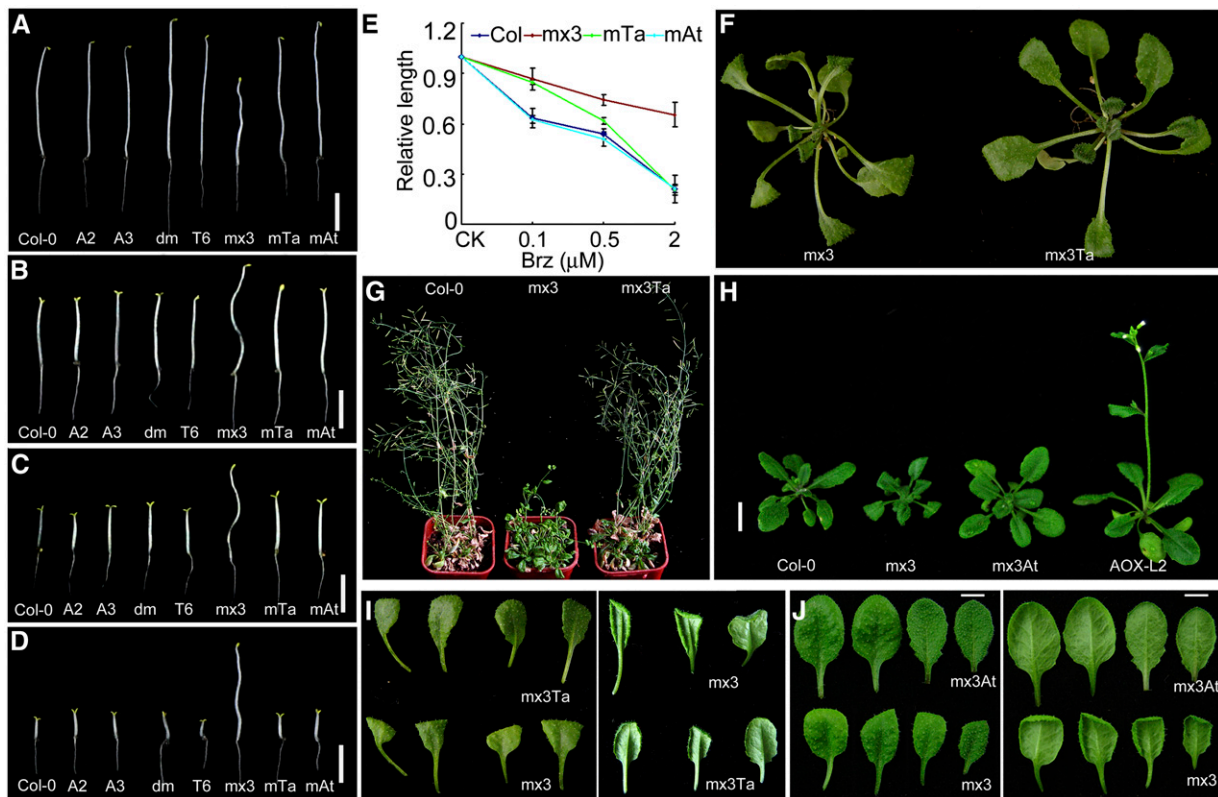 A
Col-0 A2 A3 dm T6 mx3 mTa mAt
B
Col-0 A2 A3 dm T6 mx3 mTa mAt
C
Col-0 A2 A3 dm T6 mx3 mTa mAt
D
Col-0 A2 A3 dm T6 mx3 mTa mAt
E
Col mx3 mTa mAt
Relative length
1.2
0.9
0.6
0.3
0
CK 0.1 0.5 2
Brz (μM)
F
mx3 mx3Ta
G
Col-0 mx3 mx3Ta
H
Col-0 mx3 mx3At AOX-L2
I
mx3Ta mx3
mx3 mx3Ta
J
mx3At mx3At
mx3 mx3